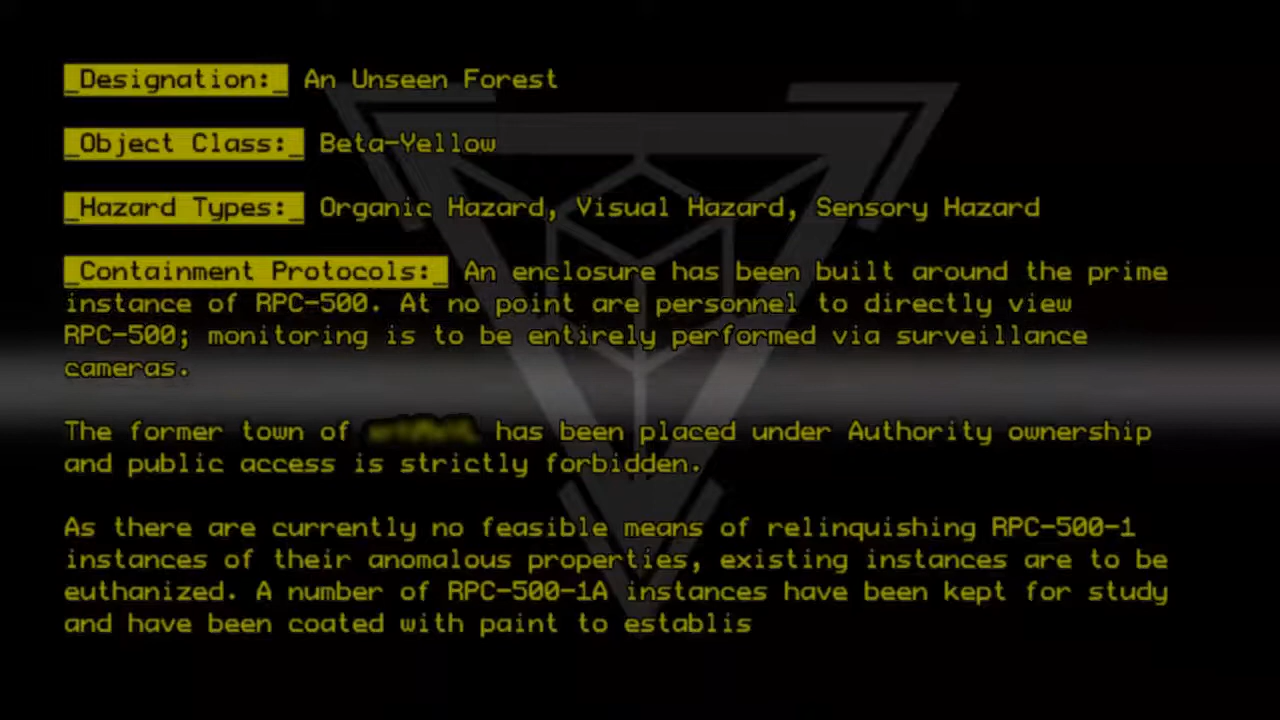 _Designation:_ An Unseen Forest
_Object Class:_ Beta-Yellow
_Hazard Types:_ Organic Hazard, Visual Hazard, Sensory Hazard
_Containment Protocols:_ An enclosure has been built around the prime
instance of RPC-500. At no point are personnel to directly view
RPC-500; monitoring is to be entirely performed via surveillance
cameras.
The former town of has been placed under Authority ownership
and public access is strictly forbidden.
As there are currently no feasible means of relinquishing RPC-500-1
instances of their anomalous properties, existing instances are to be
euthanized. A number of RPC-500-1A instances have been kept for study
and have been coated with paint to establis